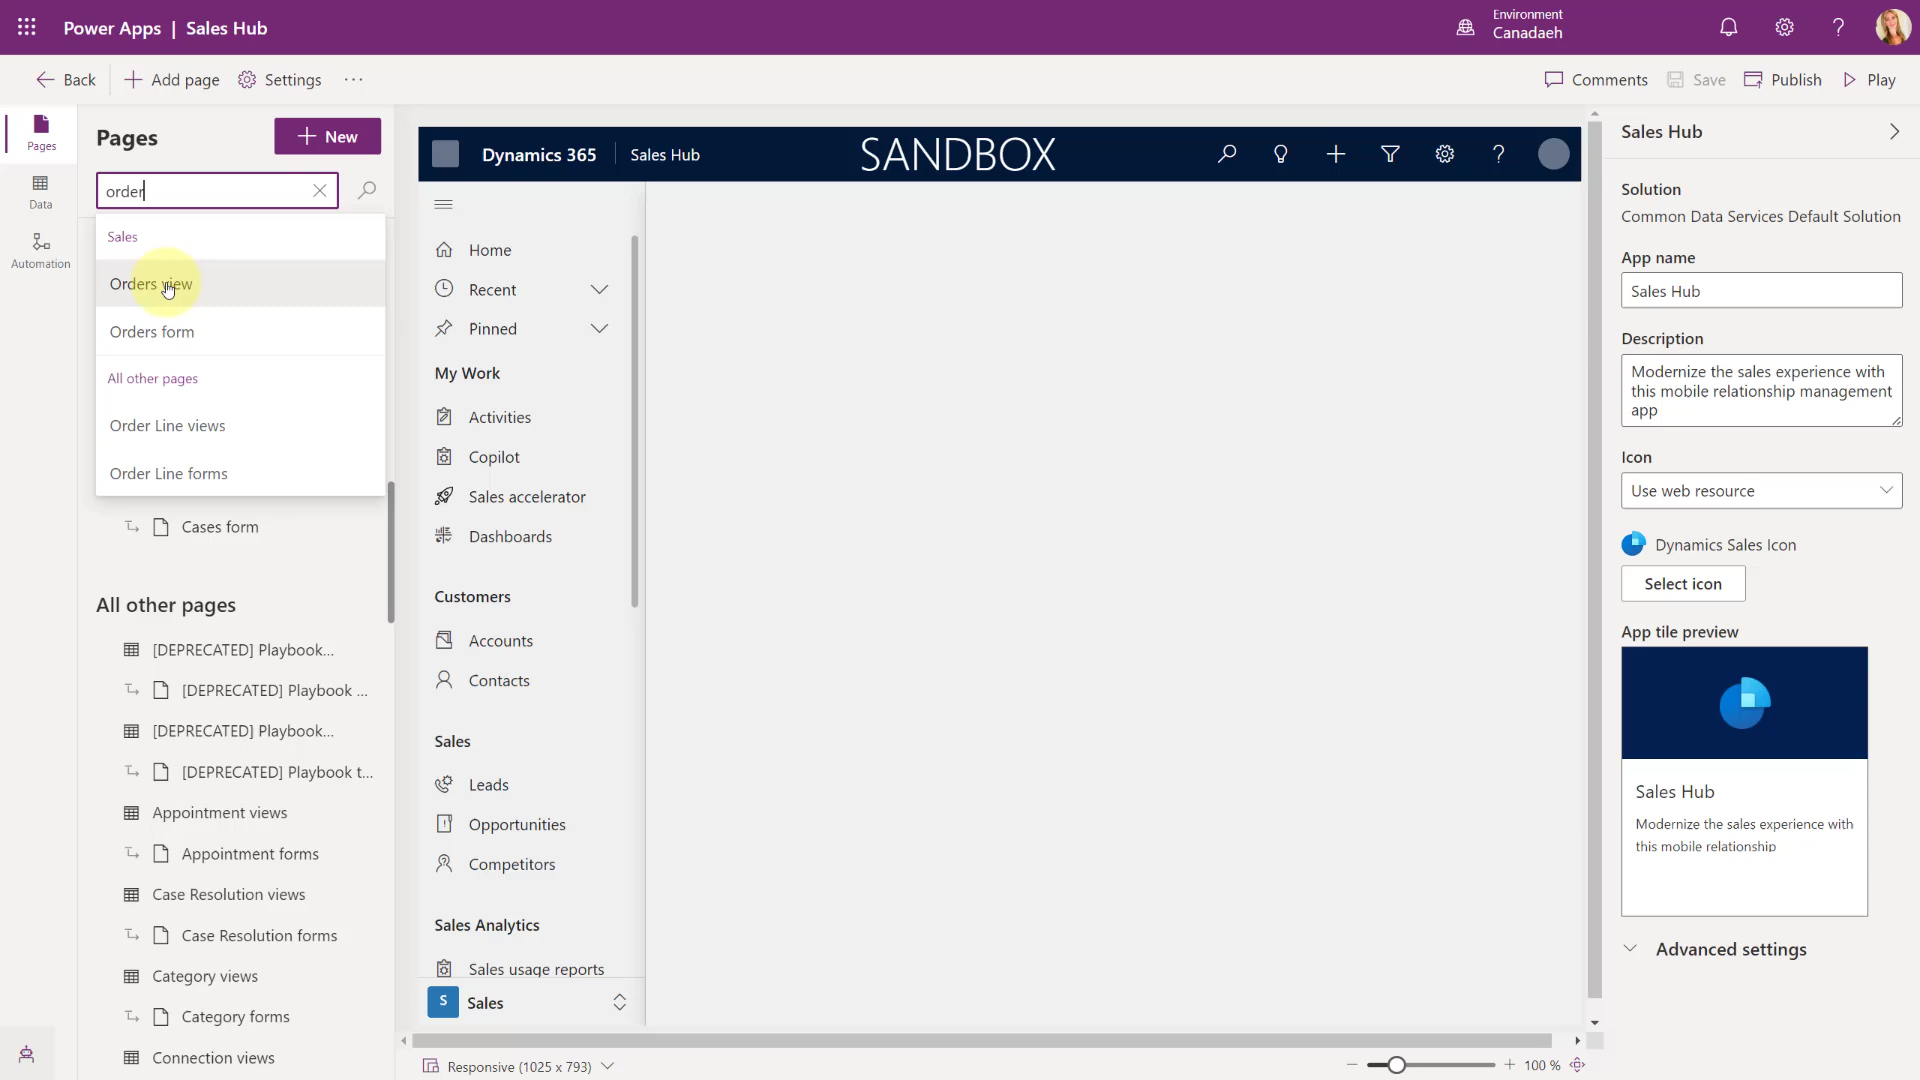 Power Apps | Sales Hub
Environment
Canadaeh
Back
Add page
Settings
Comments
Save
Publish
Play
Pages
Data
Automation
Pages
New
order
Sales
Orders view
Orders form
All other pages
Order Line views
Order Line forms
Cases form
All other pages
[DEPRECATED] Playbook...
[DEPRECATED] Playbook ...
[DEPRECATED] Playbook...
[DEPRECATED] Playbook t...
Appointment views
Appointment forms
Case Resolution views
Case Resolution forms
Category views
Category forms
Connection views
Dynamics 365
Sales Hub
SANDBOX
Home
Recent
Pinned
My Work
Activities
Copilot
Sales accelerator
Dashboards
Customers
Accounts
Contacts
Sales
Leads
Opportunities
Competitors
Sales Analytics
Sales usage reports
S
Sales
Responsive (1025 x 793)
100 %
Sales Hub
Solution
Common Data Services Default Solution
App name
Sales Hub
Description
Modernize the sales experience with
this mobile relationship management
app
Icon
Use web resource
Dynamics Sales Icon
Select icon
App tile preview
Sales Hub
Modernize the sales experience with
this mobile relationship
Advanced settings